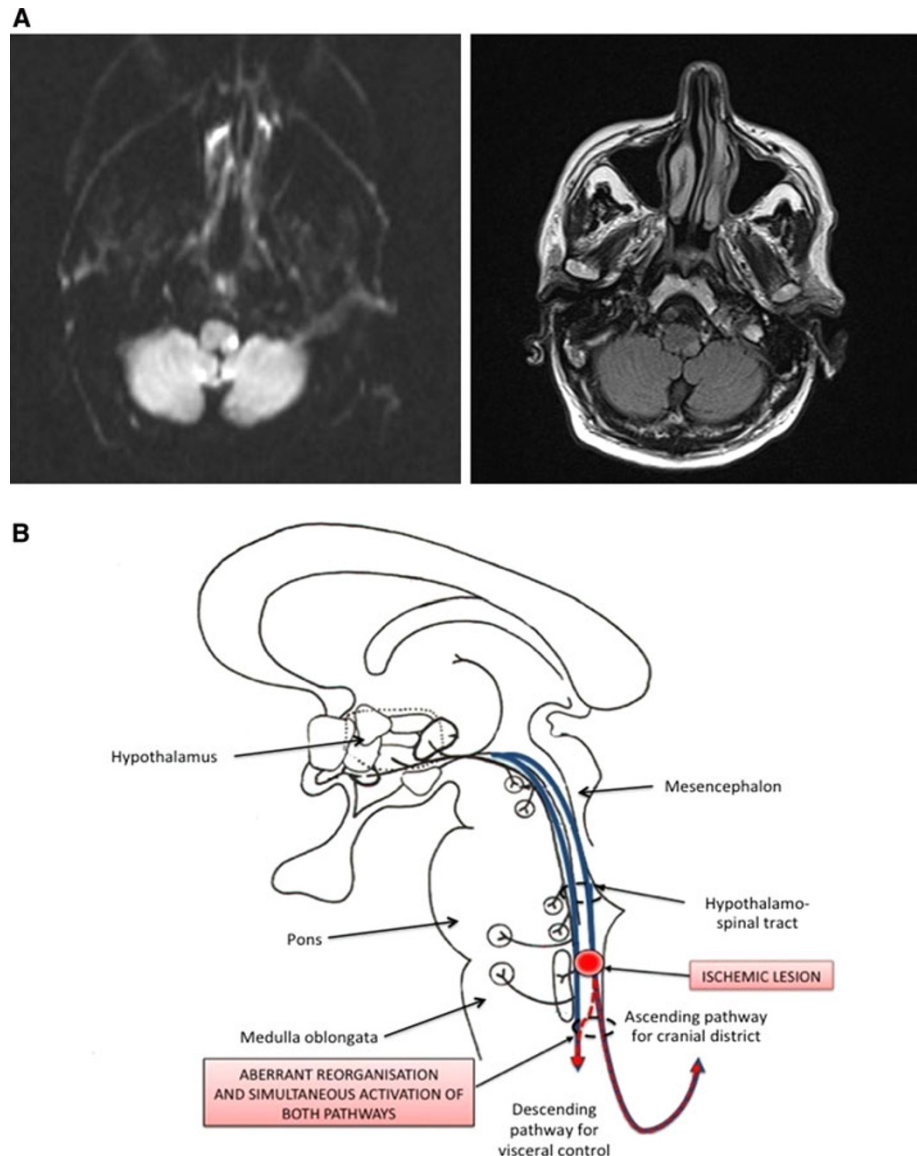 A
B
Hypothalamus
Mesencephalon
Hypothalamo-
spinal tract
Pons
ISCHEMIC LESION
Medulla oblongata
Ascending pathway
for cranial district
ABERRANT REORGANISATION
AND SIMULTANEOUS ACTIVATION OF
BOTH PATHWAYS
Descending
pathway for
visceral control